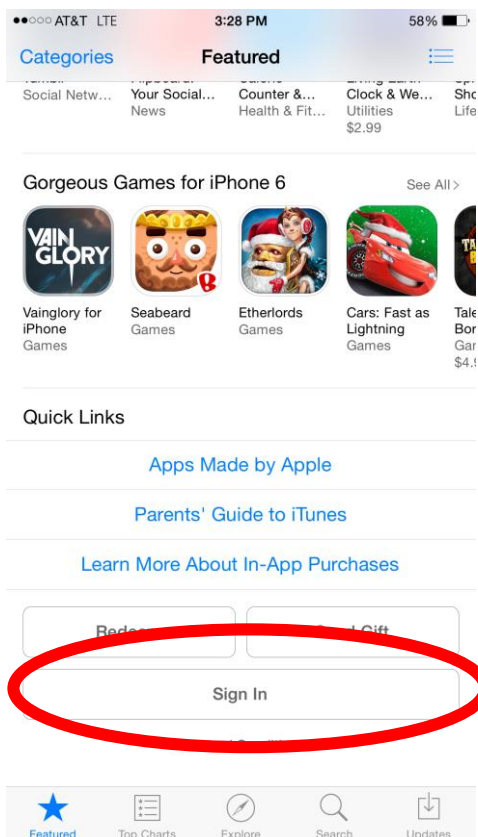 AT&T LTE 3:28 PM 58%
Categories Featured
Social Netw... Your Social... Counter &... Clock & We...
News Health & Fit... Utilities
$2.99
Gorgeous Games for iPhone 6 See All >
VAIN
GLORY
Vainglory for Seabeard Etherlords Cars: Fast as
iPhone Games Games Lightning
Games Games
Quick Links
Apps Made by Apple
Parents' Guide to iTunes
Learn More About In-App Purchases
Gift
Sign In
Featured Top Charts Explore Search Updates